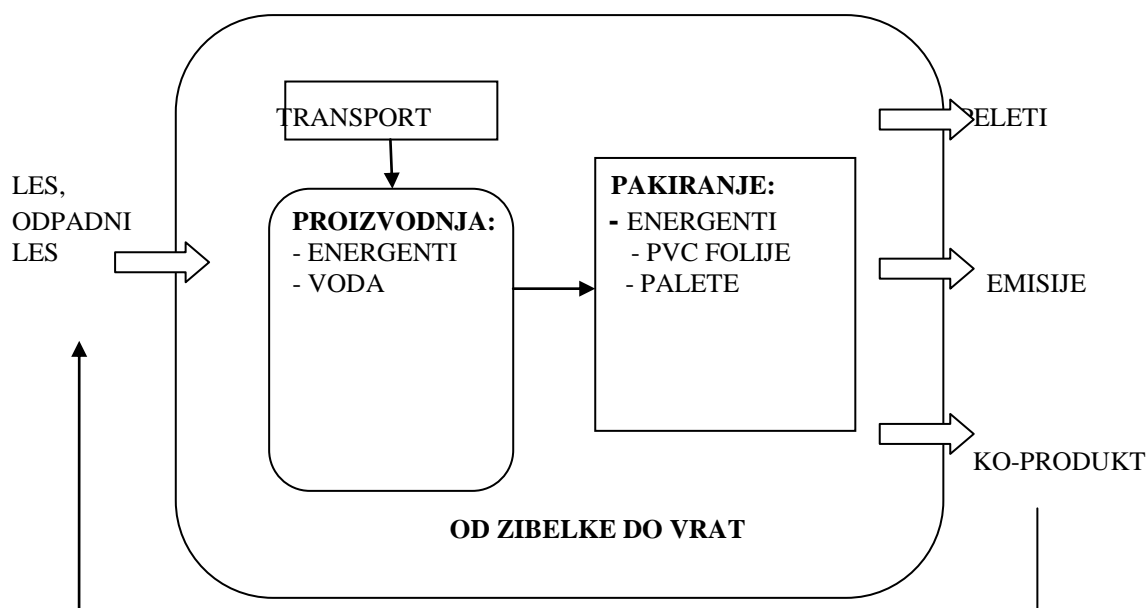 TRANSPORT
PELETI
LES,
ODPADNI
LES
PROIZVODNJA:
- ENERGENTI
- VODA
PAKIRANJE:
- ENERGENTI
- PVC FOLIJE
- PALETE
EMISIJE
KO-PRODUKT
OD ZIBELKE DO VRAT